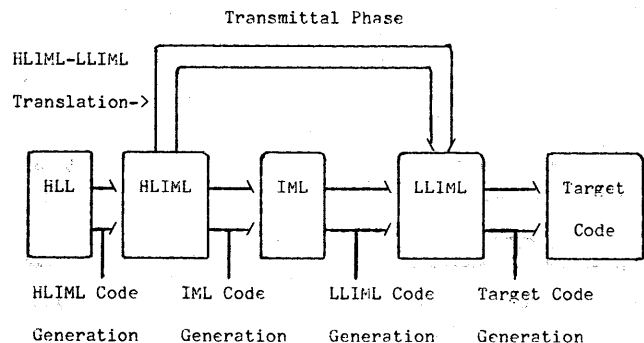 Transmittal Phase
HLIML-LLIML
Translation->
HLL
HLIML
IML
LLIML
Target
Code
HLIML Code
Generation
IML Code
Generation
LLIML Code
Generation
Target Code
Generation